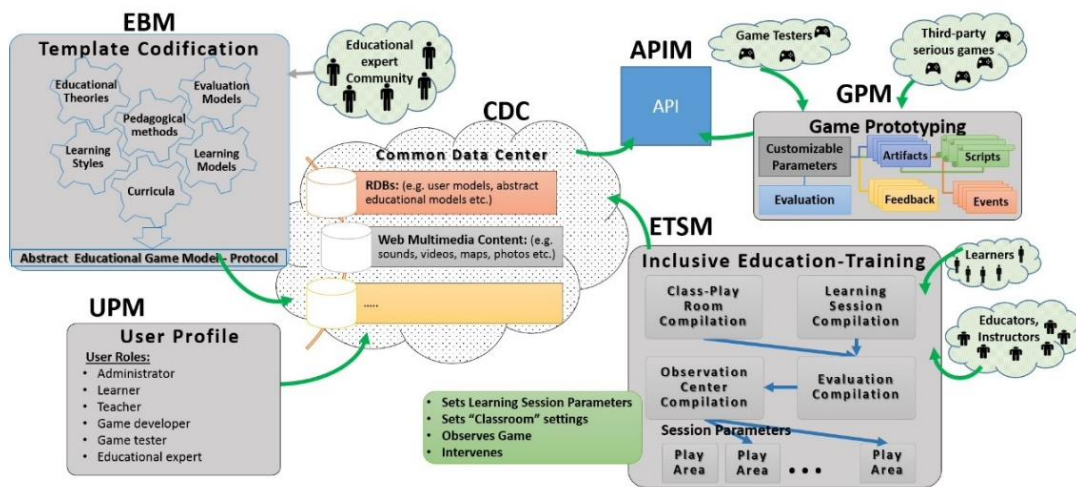 EBM
Template Codification
Educational
Theories
Evaluation
Models
Pedagogical
methods
Learning
Styles
Learning
Models
Curricula
Abstract Educational Game Model - Protocol
Educational
expert
Community
UPM
User Profile
User Roles:
• Administrator
• Learner
• Teacher
• Game developer
• Game tester
• Educational expert
CDC
Common Data Center
RDBs: (e.g. user models, abstract
educational models etc.)
Web Multimedia Content: (e.g.
sounds, videos, maps, photos etc.)
.....
APIM
API
Game Testers
Third-party
serious games
GPM
Game Prototyping
Customizable
Parameters
Artifacts
Scripts
Evaluation
Feedback
Events
ETSM
Inclusive Education-Training
Class-Play
Room
Compilation
Learning
Session
Compilation
Observation
Center
Compilation
Evaluation
Compilation
Session Parameters
Play
Area
Play
Area
• • •
Play
Area
Learners
Educators,
Instructors
• Sets Learning Session Parameters
• Sets “Classroom” settings
• Observes Game
• Intervenes